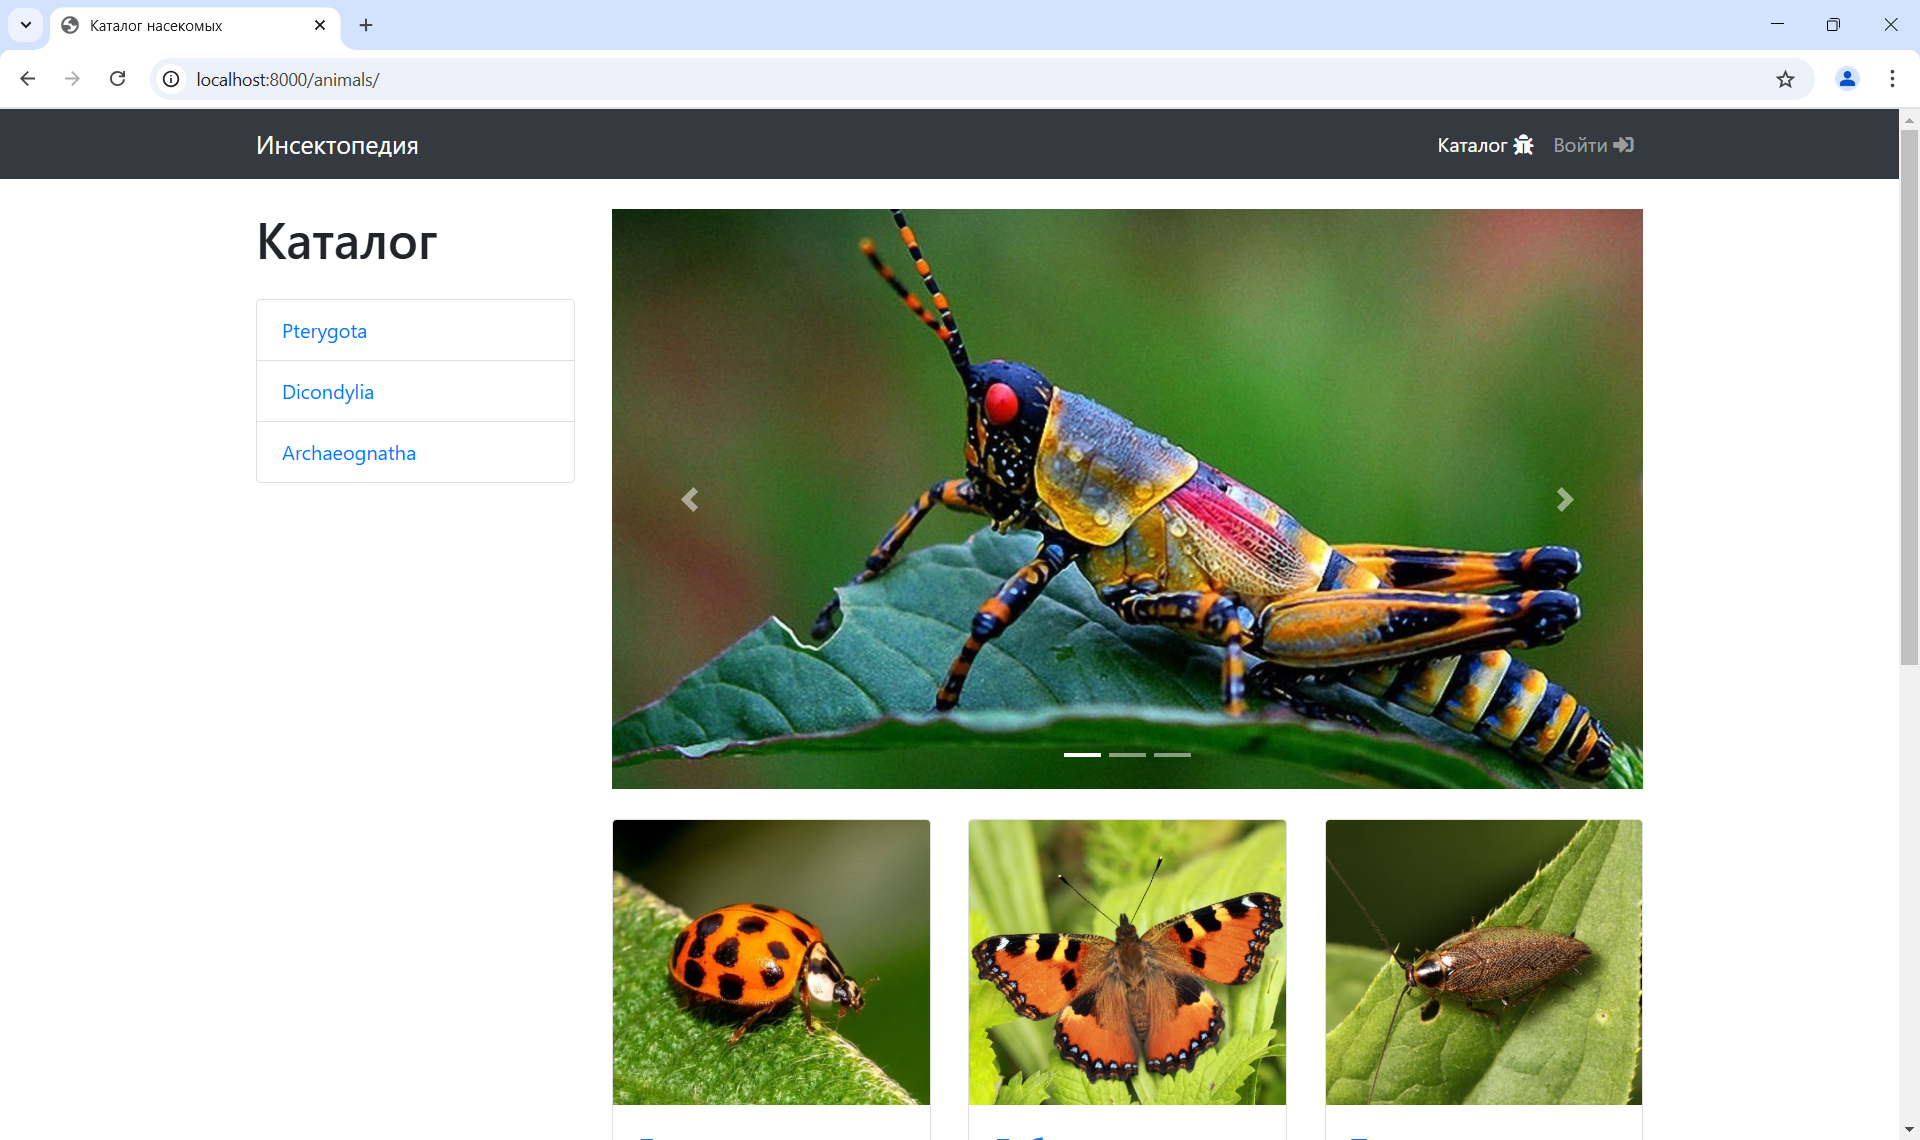 Каталог насекомых
localhost:8000/animals/
Инсектопедия
Каталог
Войти
Каталог
Pterygota
Dicondylia
Archaeognatha